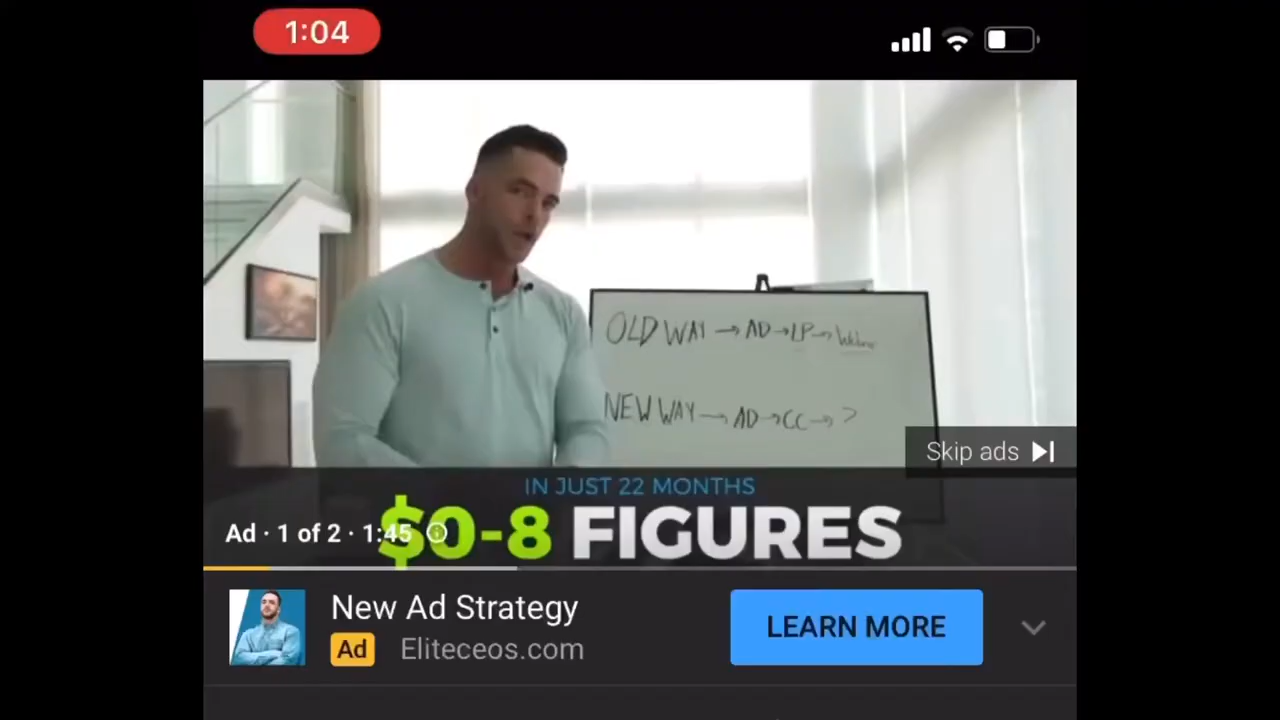 1:04
OLD WAY → AD → LP → Webinar
NEW WAY → AD → CC → >
Skip ads
IN JUST 22 MONTHS
$0-8 FIGURES
Ad · 1 of 2 · 1:45
New Ad Strategy
LEARN MORE
Ad Eliteceos.com